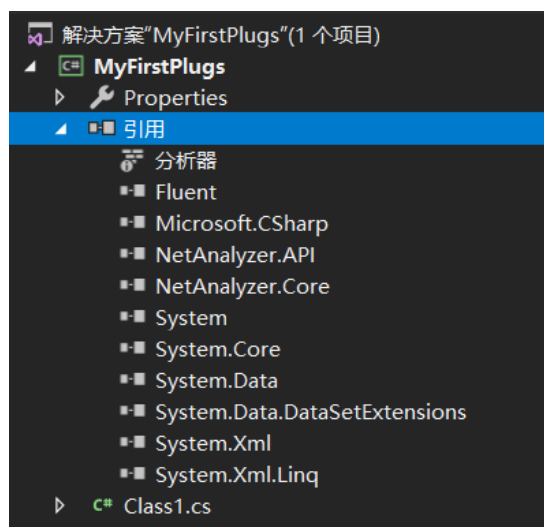 解决方案"MyFirstPlugs"(1 个项目)
C# MyFirstPlugs
Properties
引用
分析器
Fluent
Microsoft.CSharp
NetAnalyzer.API
NetAnalyzer.Core
System
System.Core
System.Data
System.Data.DataSetExtensions
System.Xml
System.Xml.Linq
C# Class1.cs